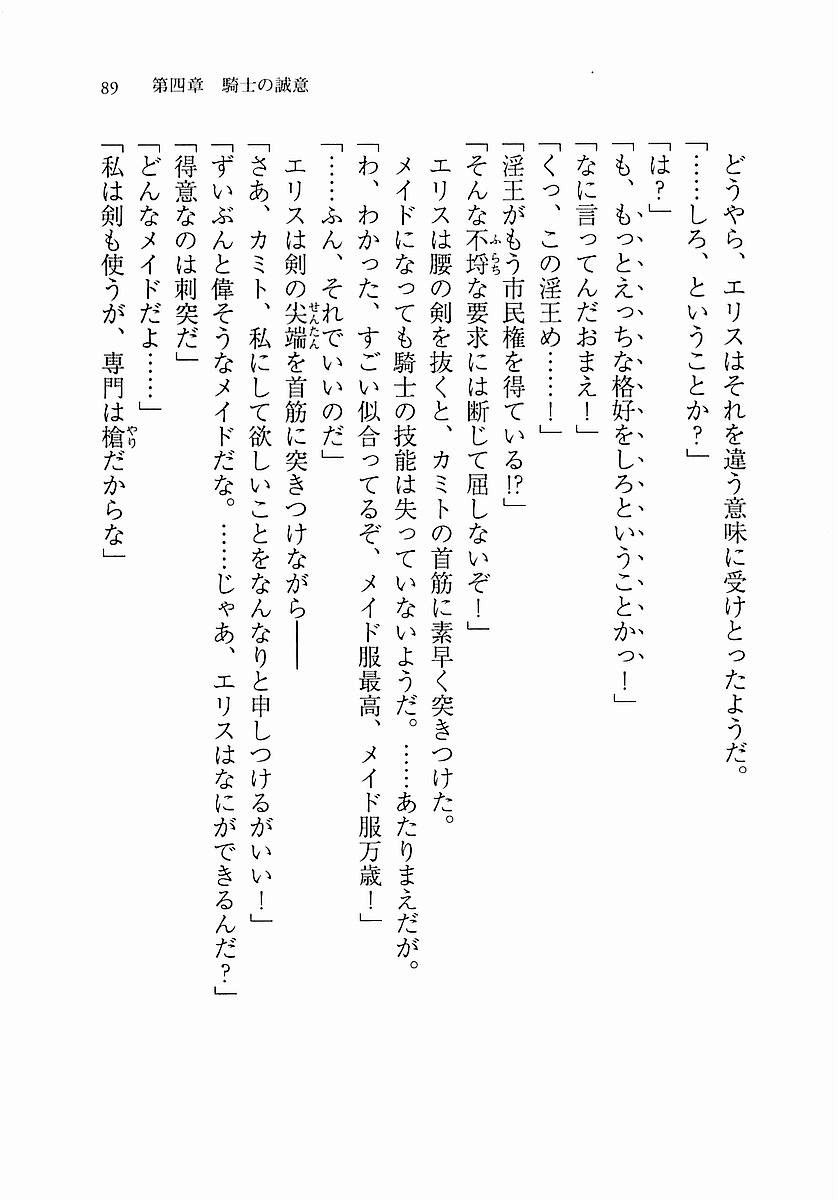 89 第四章 騎士の誠意
どうやら、エリスはそれを違う意味に受けとったようだ。
「……しろ、ということか？」
「は？」
「も、もっとえっちな格好をしろということかっ！」
「なに言ってんだおまえ！」
「くっ、この淫王め……！」
「淫王がもう市民権を得ている!?」
「そんな不埒な要求には断じて屈しないぞ！」
エリスは腰の剣を抜くと、カミトの首筋に素早く突きつけた。
メイドになっても騎士の技能は失っていないようだ。……あたりまえだが。
「わ、わかった、すごい似合ってるぞ、メイド服最高、メイド服万歳！」
「……ふん、それでいいのだ」
エリスは剣の尖端を首筋に突きつけながら――
「さあ、カミト、私にして欲しいことをなんなりと申しつけるがいい！」
「ずいぶんと偉そうなメイドだな。……じゃあ、エリスはなにができるんだ？」
「得意なのは刺突だ」
「どんなメイドだよ……」
「私は剣も使うが、専門は槍だからな」